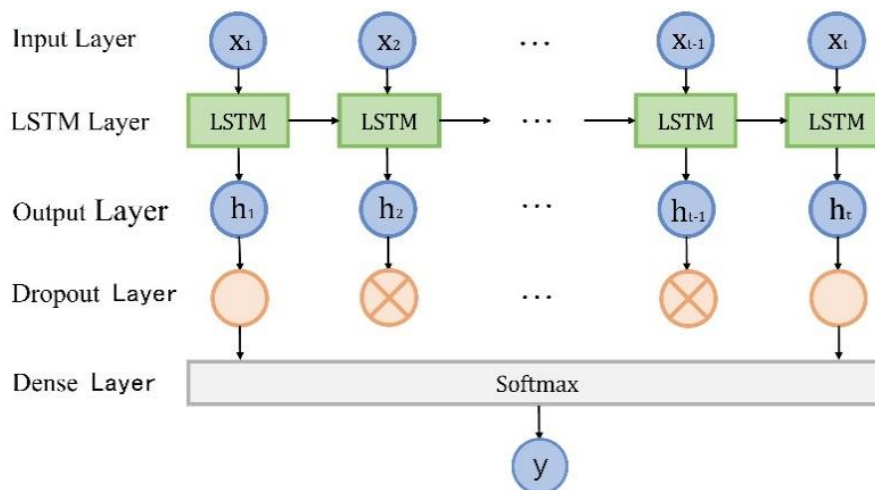 Input Layer x1 x2 ... xt-1 xt
LSTM Layer LSTM LSTM ... LSTM LSTM
Output Layer h1 h2 ... ht-1 ht
Dropout Layer ...
Dense Layer Softmax
y